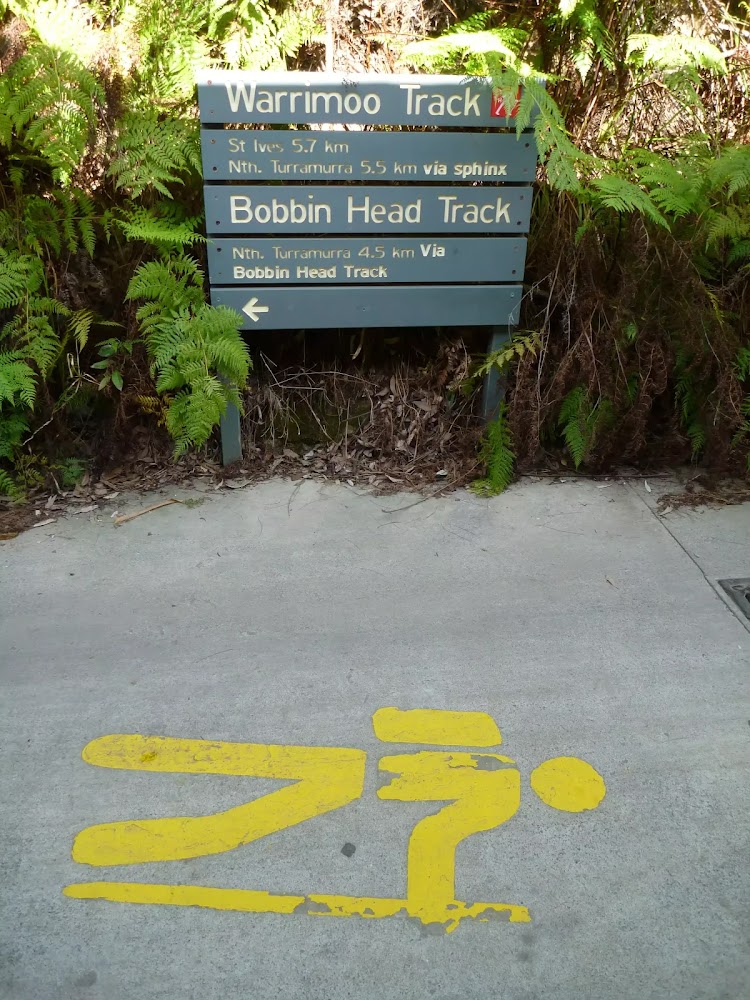 Warrimoo Track
St Ives 5.7 km
Nth. Turramurra 5.5 km via sphinx
Bobbin Head Track
Nth. Turramurra 4.5 km Via
Bobbin Head Track